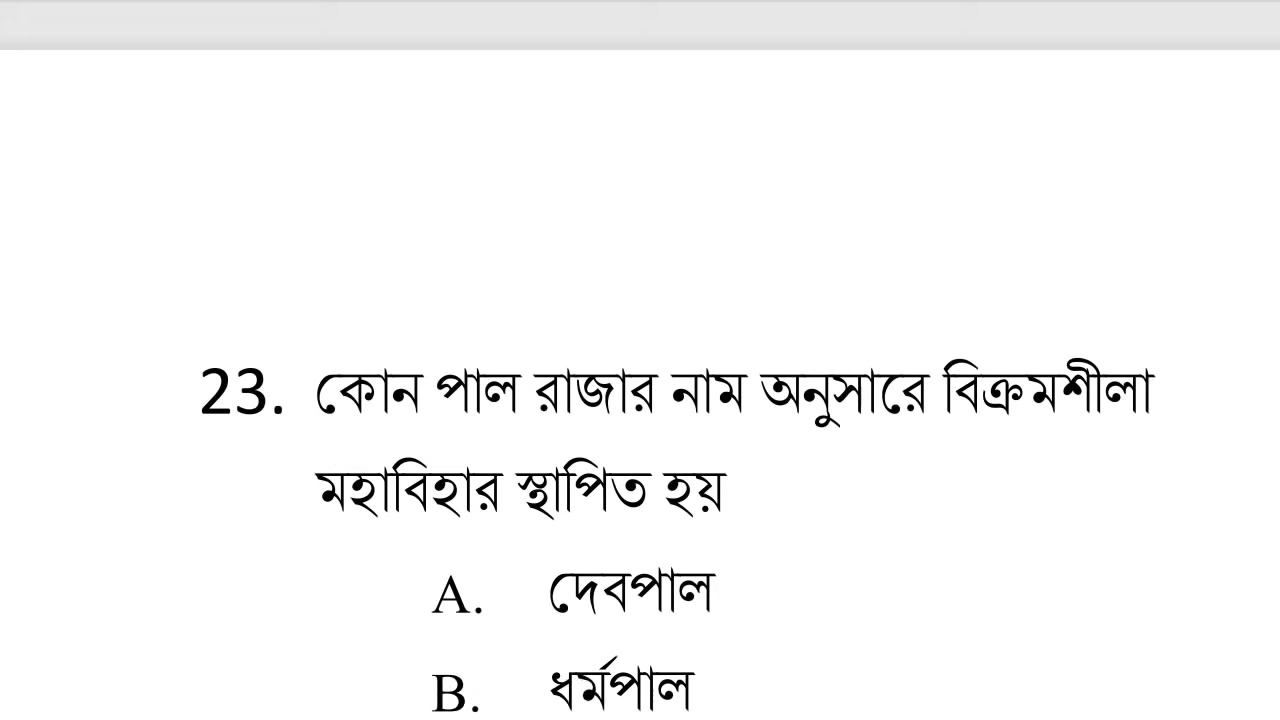 23. কোন পাল রাজার নাম অনুসারে বিক্রমশীলা
মহাবিহার স্থাপিত হয়
A. দেবপাল
B. ধর্মপাল